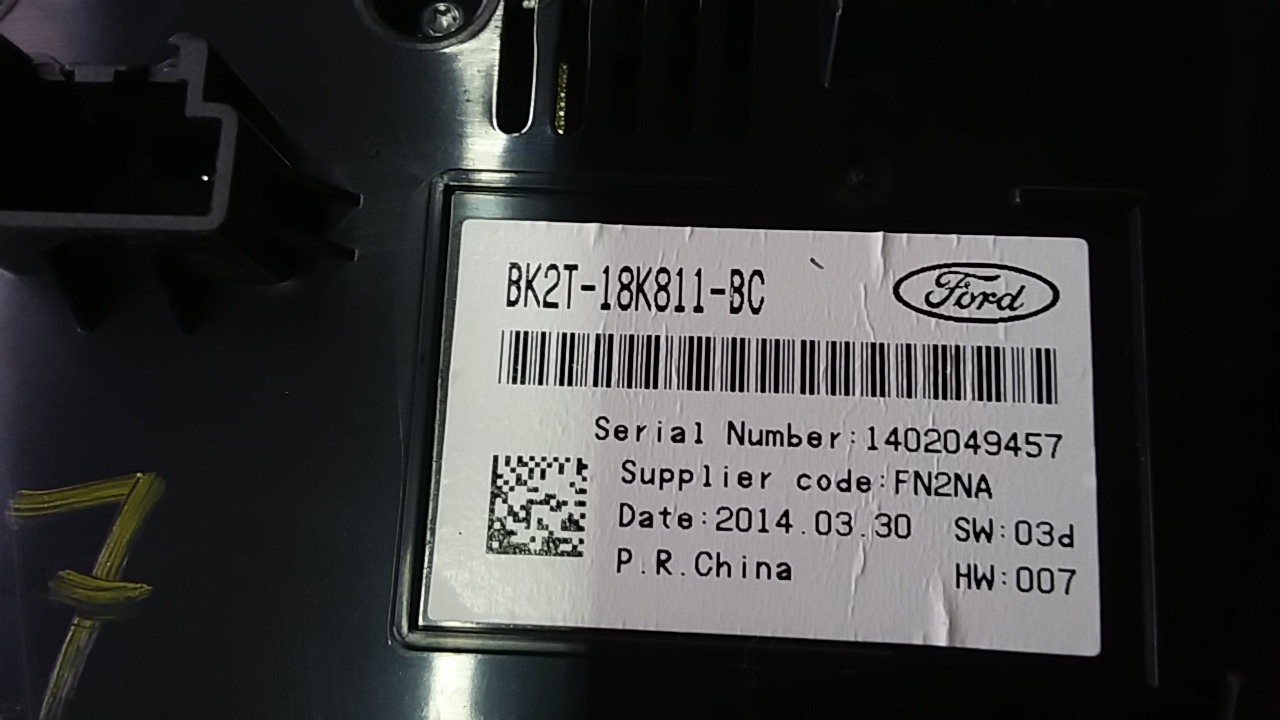 BK2T-18K811-BC
Ford
Serial Number:1402049457
Supplier code:FN2NA
Date:2014.03.30 SW:03d
P.R.China HW:007
7